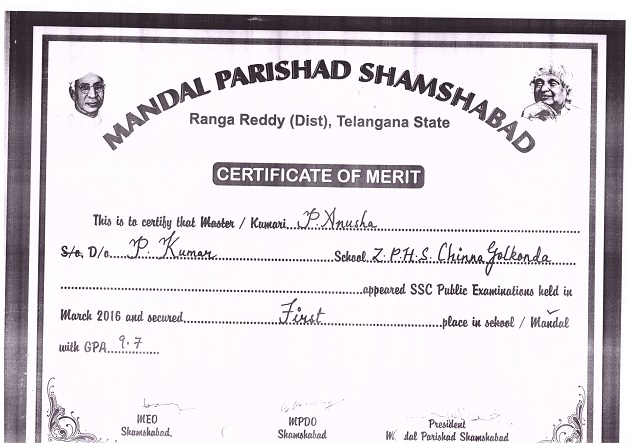 MANDAL PARISHAD SHAMSHABAD
Ranga Reddy (Dist), Telangana State
CERTIFICATE OF MERIT
This is to certify that Master / Kumari...P. Anusha
S/o, D/o....P. Kumar....School Z.P.H.S. Chinna Golkonda
....appeared SSC Public Examinations held in
March 2016 and secured....First....place in school / Mandal
with GPA 9.7
MEO MPDO President
Shamshabad, Shamshabad dal Parishad Shamshabad